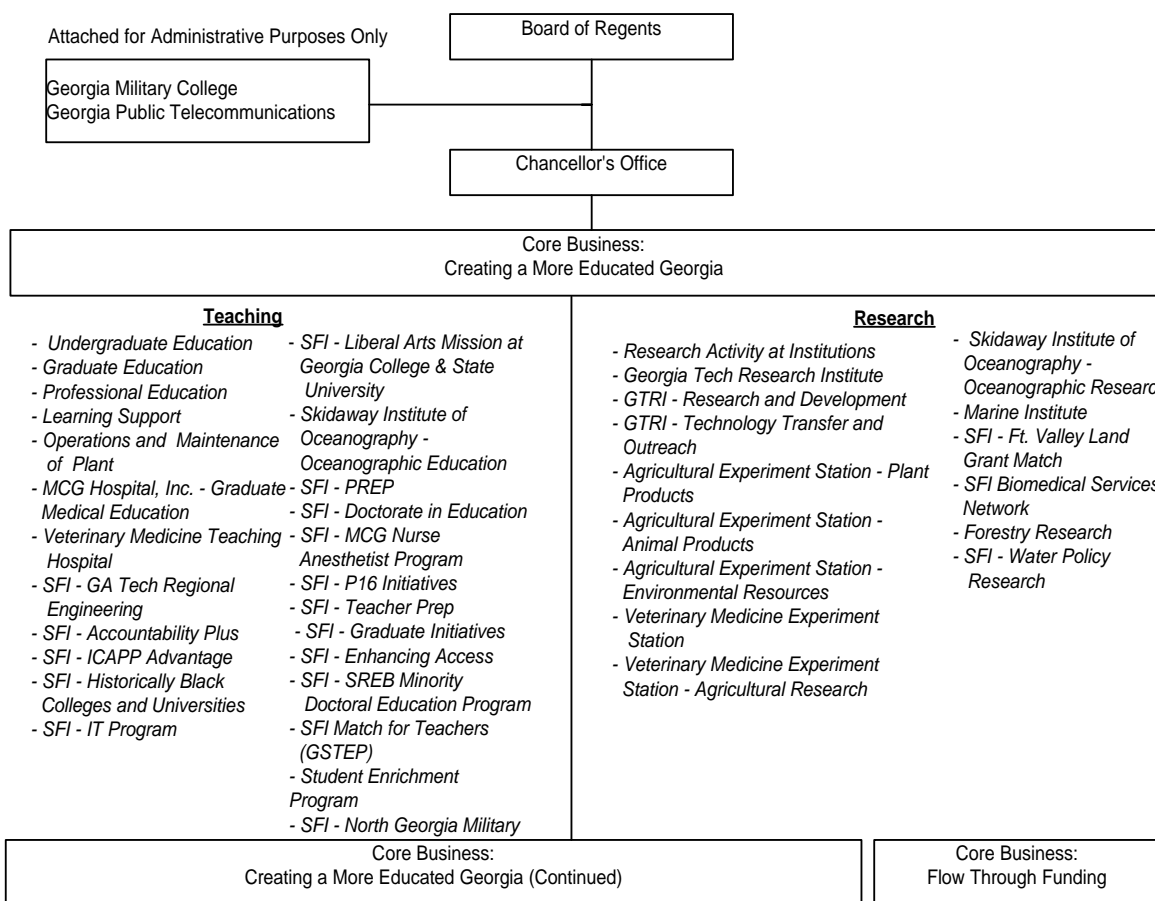 Attached for Administrative Purposes Only
Board of Regents
Georgia Military College
Georgia Public Telecommunications
Chancellor's Office
Core Business:
Creating a More Educated Georgia
Teaching
- Undergraduate Education
- Graduate Education
- Professional Education
- Learning Support
- Operations and Maintenance
of Plant
- MCG Hospital, Inc. - Graduate
Medical Education
- Veterinary Medicine Teaching
Hospital
- SFI - GA Tech Regional
Engineering
- SFI - Accountability Plus
- SFI - ICAPP Advantage
- SFI - Historically Black
Colleges and Universities
- SFI - IT Program
- SFI - Liberal Arts Mission at
Georgia College & State
University
- Skidaway Institute of
Oceanography -
Oceanographic Education
- SFI - PREP
- SFI - Doctorate in Education
- SFI - MCG Nurse
Anesthetist Program
- SFI - P16 Initiatives
- SFI - Teacher Prep
- SFI - Graduate Initiatives
- SFI - Enhancing Access
- SFI - SREB Minority
Doctoral Education Program
- SFI Match for Teachers
(GSTEP)
- Student Enrichment
Program
- SFI - North Georgia Military
Research
- Research Activity at Institutions
- Georgia Tech Research Institute
- GTRI - Research and Development
- GTRI - Technology Transfer and
Outreach
- Agricultural Experiment Station - Plant
Products
- Agricultural Experiment Station -
Animal Products
- Agricultural Experiment Station -
Environmental Resources
- Veterinary Medicine Experiment
Station
- Veterinary Medicine Experiment
Station - Agricultural Research
- Skidaway Institute of
Oceanography -
Oceanographic Research
- Marine Institute
- SFI - Ft. Valley Land
Grant Match
- SFI Biomedical Services
Network
- Forestry Research
- SFI - Water Policy
Research
Core Business:
Creating a More Educated Georgia (Continued)
Core Business:
Flow Through Funding